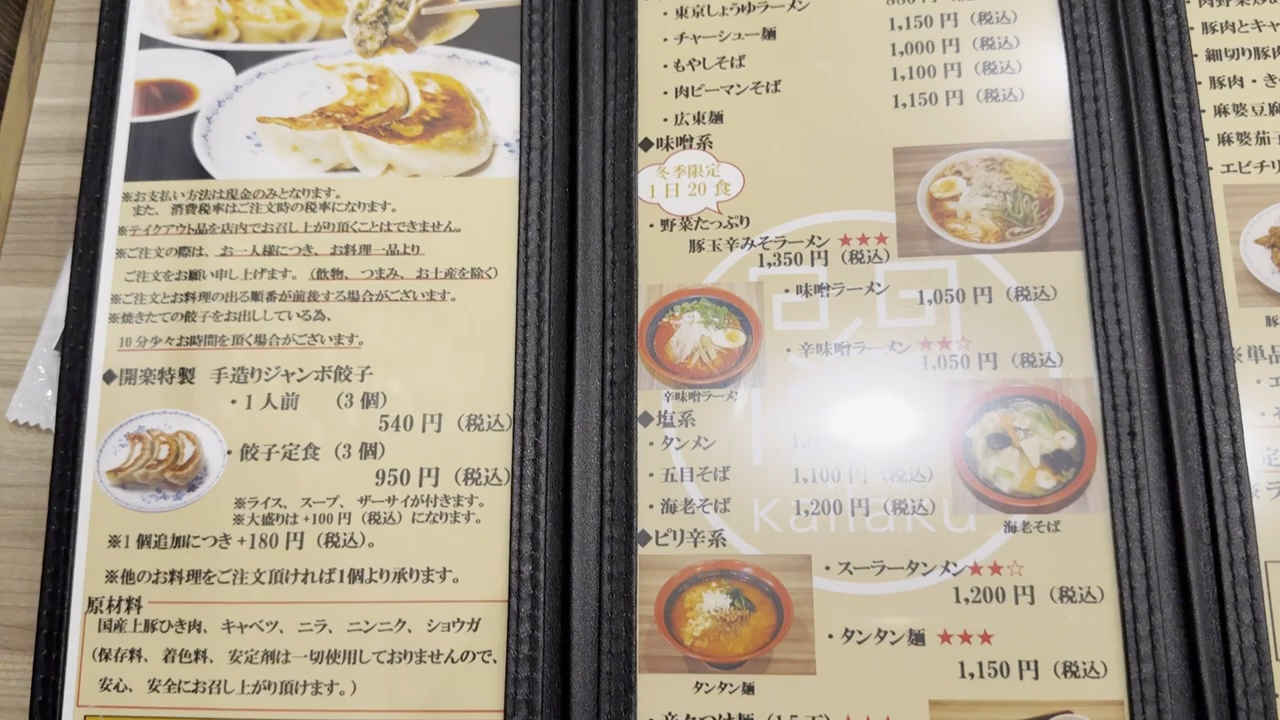 ※お支払い方法は現金のみとなります。
また、消費税率はご注文時の税率になります。
※テイクアウト品を店内でお召し上がり頂くことはできません。
※ご注文の際は、お一人様につき、お料理一品より
ご注文をお願い申し上げます。(飲物、つまみ、お土産を除く)
※ご注文とお料理の出る順番が前後する場合がございます。
※焼きたての餃子をお出ししている為、
10分少々お時間を頂く場合がございます。
◆開楽特製 手造りジャンボ餃子
・1人前 (3個)
540円(税込)
・餃子定食(3個)
950円(税込)
※ライス、スープ、ザーサイが付きます。
※大盛りは+100円(税込)になります。
※1個追加につき+180円(税込)。
※他のお料理をご注文頂ければ1個より承ります。
原材料
国産上豚ひき肉、キャベツ、ニラ、ニンニク、ショウガ
(保存料、着色料、安定剤は一切使用しておりませんので、
安心、安全にお召し上がり頂けます。)
・東京しょうゆラーメン
・チャーシュー麺 1,150円(税込)
・もやしそば 1,000円(税込)
・肉ピーマンそば 1,100円(税込)
・広東麺 1,150円(税込)
◆味噌系
冬季限定
1日20食
・野菜たっぷり
豚玉辛みそラーメン★★★
1,350円(税込)
・味噌ラーメン 1,050円(税込)
・辛味噌ラーメン★★☆
1,050円(税込)
辛味噌ラーメン
◆塩系
・タンメン
・五目そば 1,100円(税込)
・海老そば 1,200円(税込)
海老そば
kairaku
◆ピリ辛系
・スーラータンメン★★☆
1,200円(税込)
・タンタン麺 ★★★
1,150円(税込)
タンタン麺
・豚肉とキャ
・細切り豚肉
・豚肉・き
・麻婆豆腐
・麻婆茄子
・エビチリ
※単品